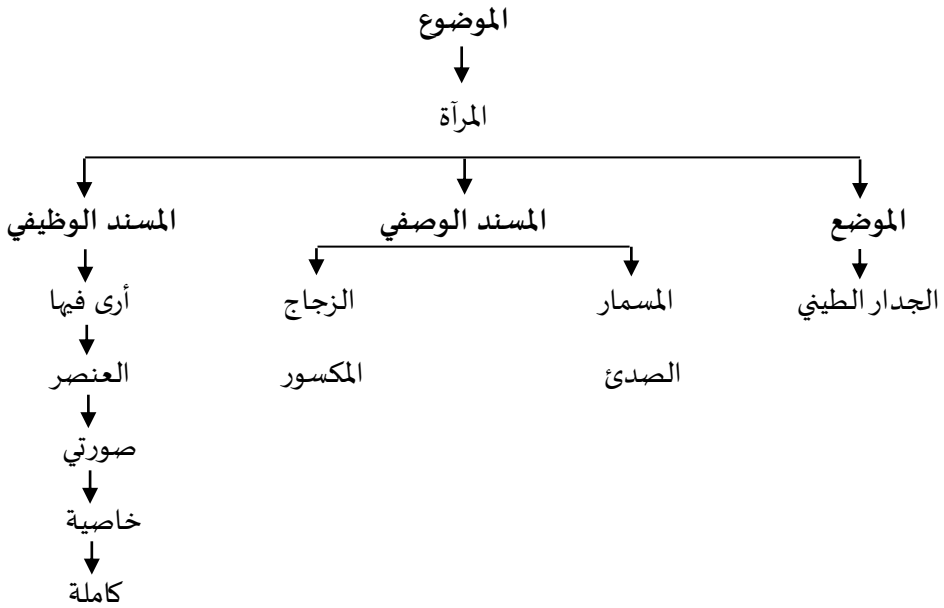 الموضوع
المرآة
الموضع المسند الوصفي المسند الوظيفي
الجدار الطيني المسمار الزجاج أرى فيها
الصدئ المكسور العنصر
صورتي
خاصية
كاملة